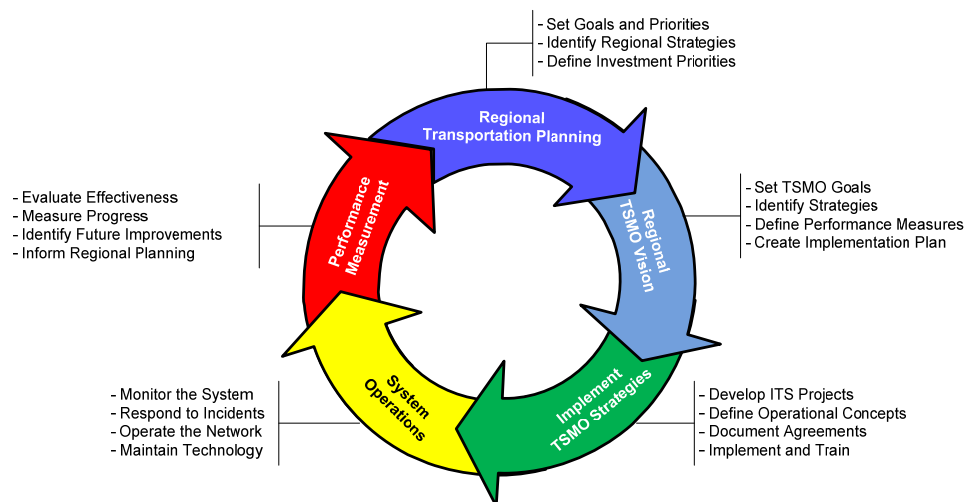 - Set Goals and Priorities
- Identify Regional Strategies
- Define Investment Priorities
Regional
Transportation Planning
Regional
TSMO Vision
- Set TSMO Goals
- Identify Strategies
- Define Performance Measures
- Create Implementation Plan
Implement
TSMO Strategies
- Develop ITS Projects
- Define Operational Concepts
- Document Agreements
- Implement and Train
System
Operations
- Monitor the System
- Respond to Incidents
- Operate the Network
- Maintain Technology
Performance
Measurement
- Evaluate Effectiveness
- Measure Progress
- Identify Future Improvements
- Inform Regional Planning